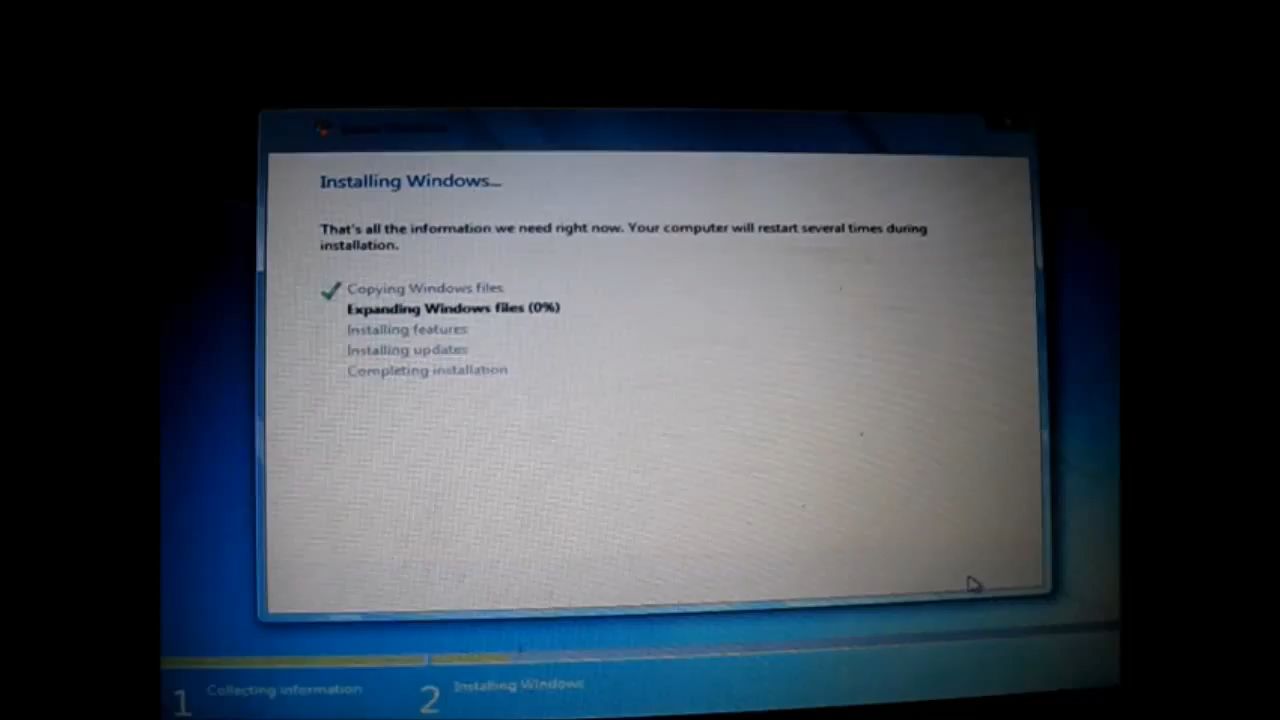 Installing Windows...
That's all the information we need right now. Your computer will restart several times during
installation.
Copying Windows files
Expanding Windows files (0%)
Installing features
Installing updates
Completing installation
1 Collecting information
2 Installing Windows